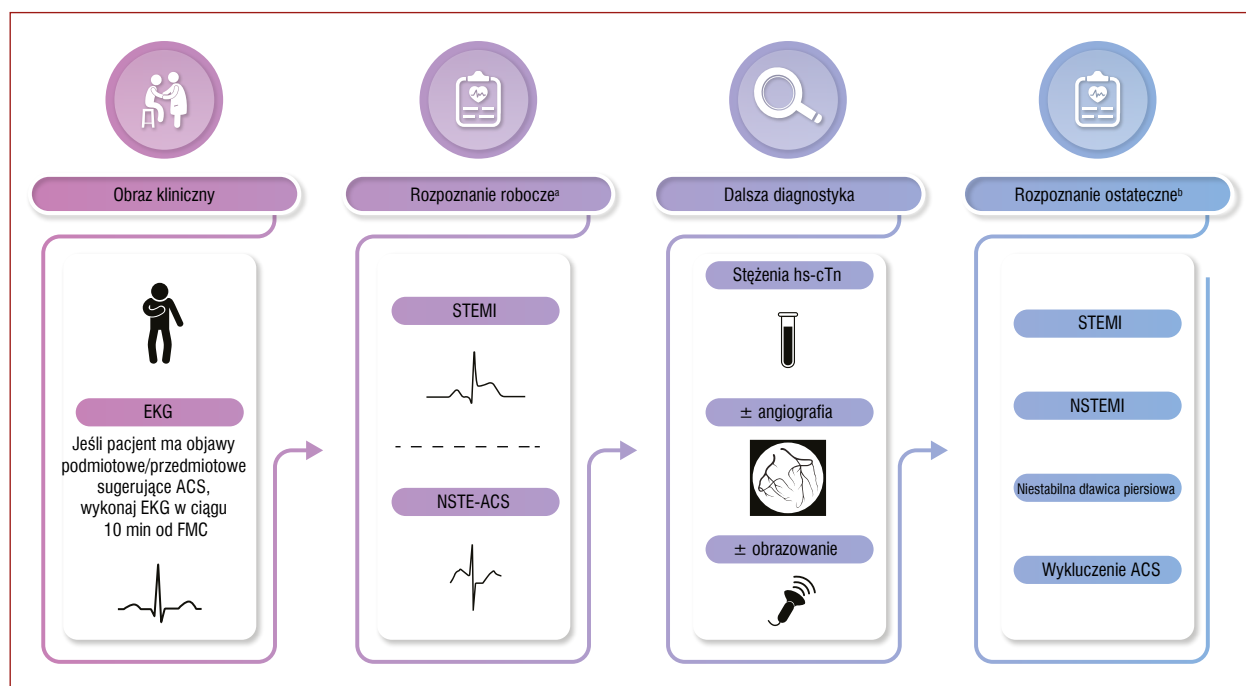 Obraz kliniczny
EKG
Jeśli pacjent ma objawy
podmiotowe/przedmiotowe
sugerujące ACS,
wykonaj EKG w ciągu
10 min od FMC
Rozpoznanie roboczeᵃ
STEMI
NSTE-ACS
Dalsza diagnostyka
Stężenia hs-cTn
± angiografia
± obrazowanie
Rozpoznanie ostateczneᵇ
STEMI
NSTEMI
Niestabilna dławica piersiowa
Wykluczenie ACS